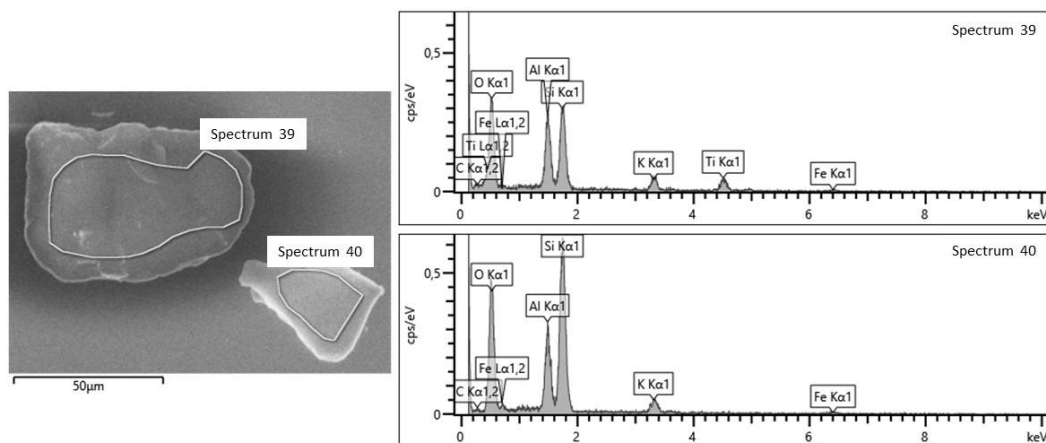 Spectrum 39
Spectrum 40
50μm
Spectrum 39
cps/eV
0,5
0
O Kα1
Al Kα1
Si Kα1
Fe Lα1,2
Ti Lα1,2
C Kα1,2
K Kα1
Ti Kα1
Fe Kα1
0 2 4 6 8 keV
Spectrum 40
cps/eV
0,5
0
Si Kα1
O Kα1
Al Kα1
Fe Lα1,2
C Kα1,2
K Kα1
Fe Kα1
0 2 4 6 8 keV